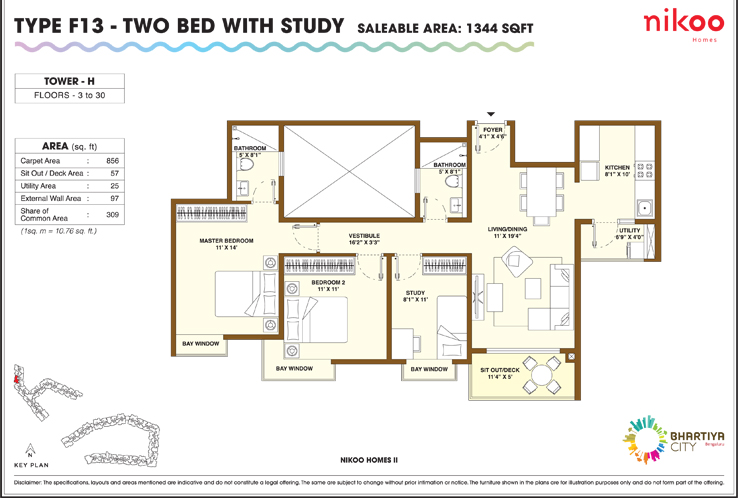 TYPE F13 - TWO BED WITH STUDY SALEABLE AREA: 1344 SQFT
nikoo
Homes
TOWER - H
FLOORS - 3 to 30
AREA (sq. ft)
Carpet Area : 856
Sit Out / Deck Area : 57
Utility Area : 25
External Wall Area : 97
Share of
Common Area : 309
(1sq. m = 10.76 sq. ft.)
FOYER
4'1" X 4'6"
BATHROOM
5' X 8'1"
BATHROOM
5' X 8'1"
KITCHEN
8'1" X 10'
MASTER BEDROOM
11' X 14'
VESTIBULE
16'2" X 3'3"
LIVING/DINING
11' X 19'4"
UTILITY
6'9" X 4'0"
BEDROOM 2
11' X 11'
STUDY
8'1" X 11'
BAY WINDOW
BAY WINDOW
BAY WINDOW
SIT OUT/DECK
11'4" X 5'
N
KEY PLAN
NIKOO HOMES II
BHARTIYA
CITY Bengaluru
Disclaimer: The specifications, layouts and areas mentioned are indicative and do not constitute a legal offering. The same are subject to change without prior intimation or notice. The furniture shown in the plans are for illustration purposes only and do not form part of the offering.